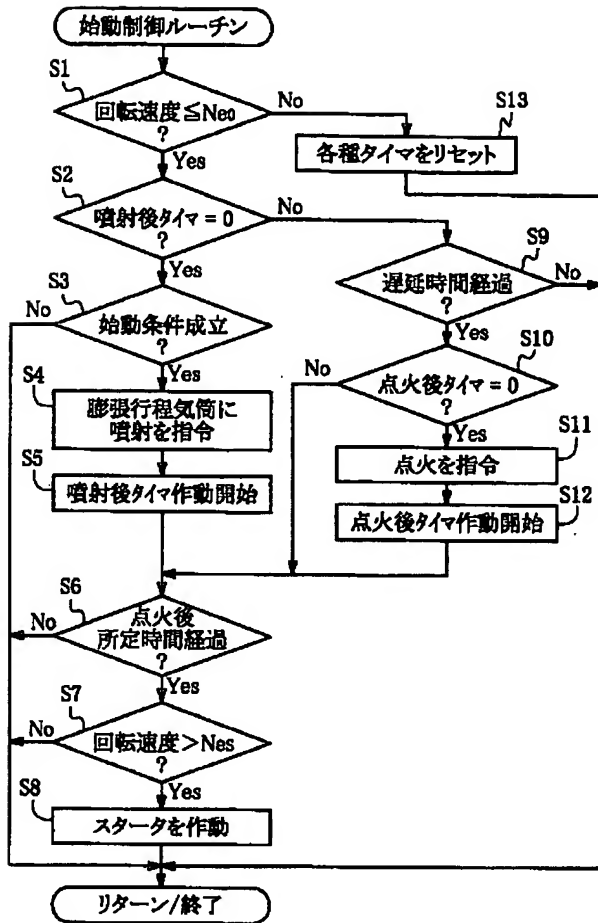 始動制御ルーチン
S1
回転速度≦Neo
?
No
Yes
S13
各種タイマをリセット
S2
噴射後タイマ=0
?
No
Yes
S9
遅延時間経過
?
No
Yes
S3
始動条件成立
?
No
Yes
S10
点火後タイマ=0
?
No
Yes
S4
膨張行程気筒に
噴射を指令
S11
点火を指令
S5
噴射後タイマ作動開始
S12
点火後タイマ作動開始
S6
点火後
所定時間経過
?
No
Yes
S7
回転速度>Nes
?
No
Yes
S8
スタータを作動
リターン/終了